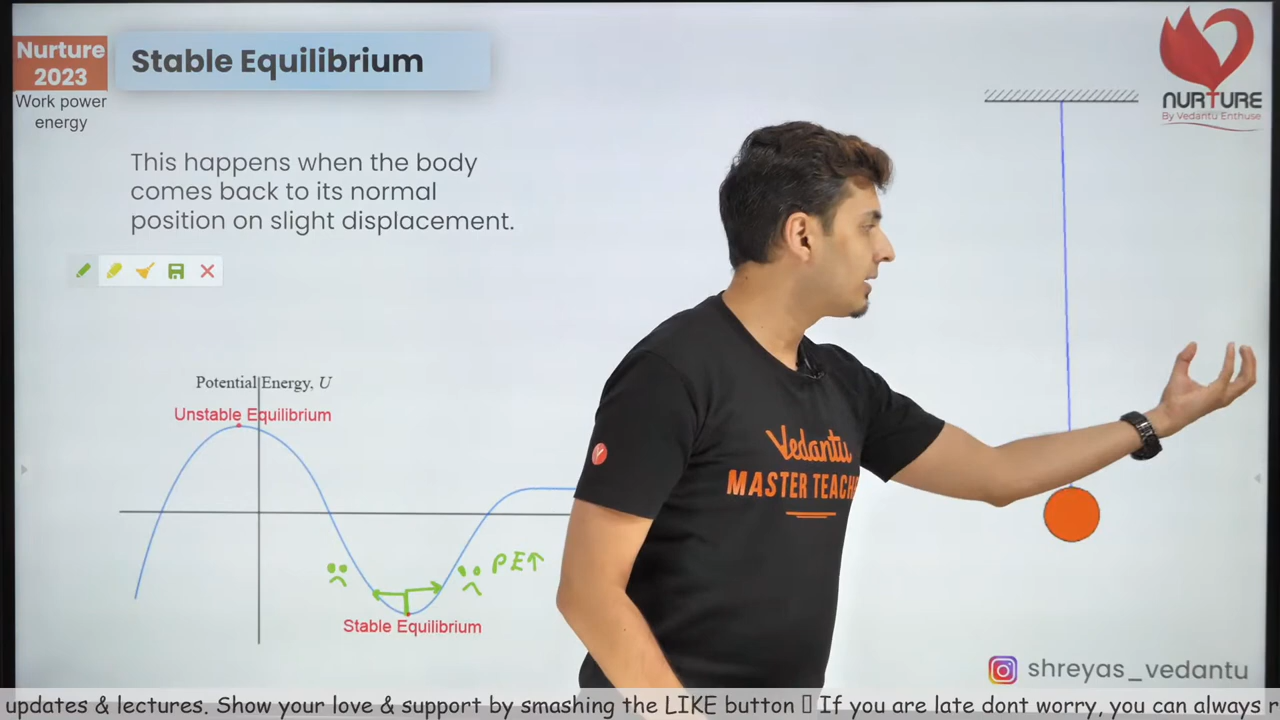 Nurture
2023
Work power
energy
Stable Equilibrium
NURTURE
By Vedantu Enthuse
This happens when the body
comes back to its normal
position on slight displacement.
Potential Energy, U
Unstable Equilibrium
PE↑
Stable Equilibrium
Vedantu
MASTER
V
shreyas_vedantu
updates & lectures. Show your love & support by smashing the LIKE button If you are late dont worry, you can always